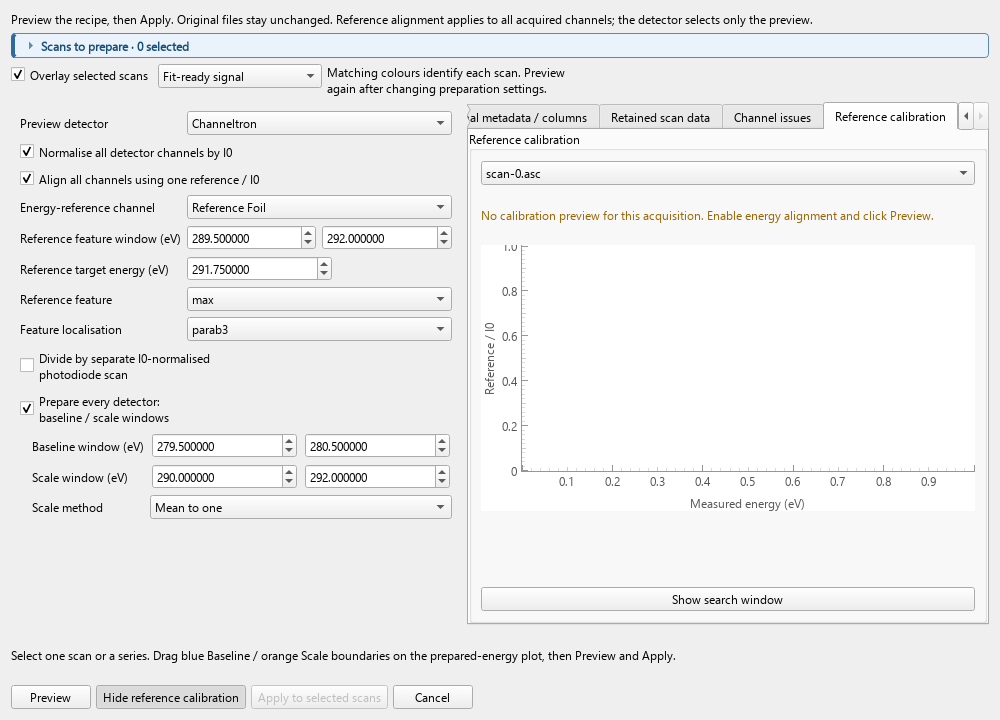 Preview the recipe, then Apply. Original files stay unchanged. Reference alignment applies to all acquired channels; the detector selects only the preview.
Scans to prepare · 0 selected
Overlay selected scans
Fit-ready signal
Matching colours identify each scan. Preview
again after changing preparation settings.
Preview detector
Channeltron
Normalise all detector channels by I0
Align all channels using one reference / I0
Energy-reference channel
Reference Foil
Reference feature window (eV)
289.500000
292.000000
Reference target energy (eV)
291.750000
Reference feature
max
Feature localisation
parab3
Divide by separate I0-normalised
photodiode scan
Prepare every detector:
baseline / scale windows
Baseline window (eV)
279.500000
280.500000
Scale window (eV)
290.000000
292.000000
Scale method
Mean to one
al metadata / columns
Retained scan data
Channel issues
Reference calibration
Reference calibration
scan-0.asc
No calibration preview for this acquisition. Enable energy alignment and click Preview.
1.0
0.8
0.6
0.4
0.2
0
Reference / I0
0.1 0.2 0.3 0.4 0.5 0.6 0.7 0.8 0.9
Measured energy (eV)
Show search window
Select one scan or a series. Drag blue Baseline / orange Scale boundaries on the prepared-energy plot, then Preview and Apply.
Preview
Hide reference calibration
Apply to selected scans
Cancel